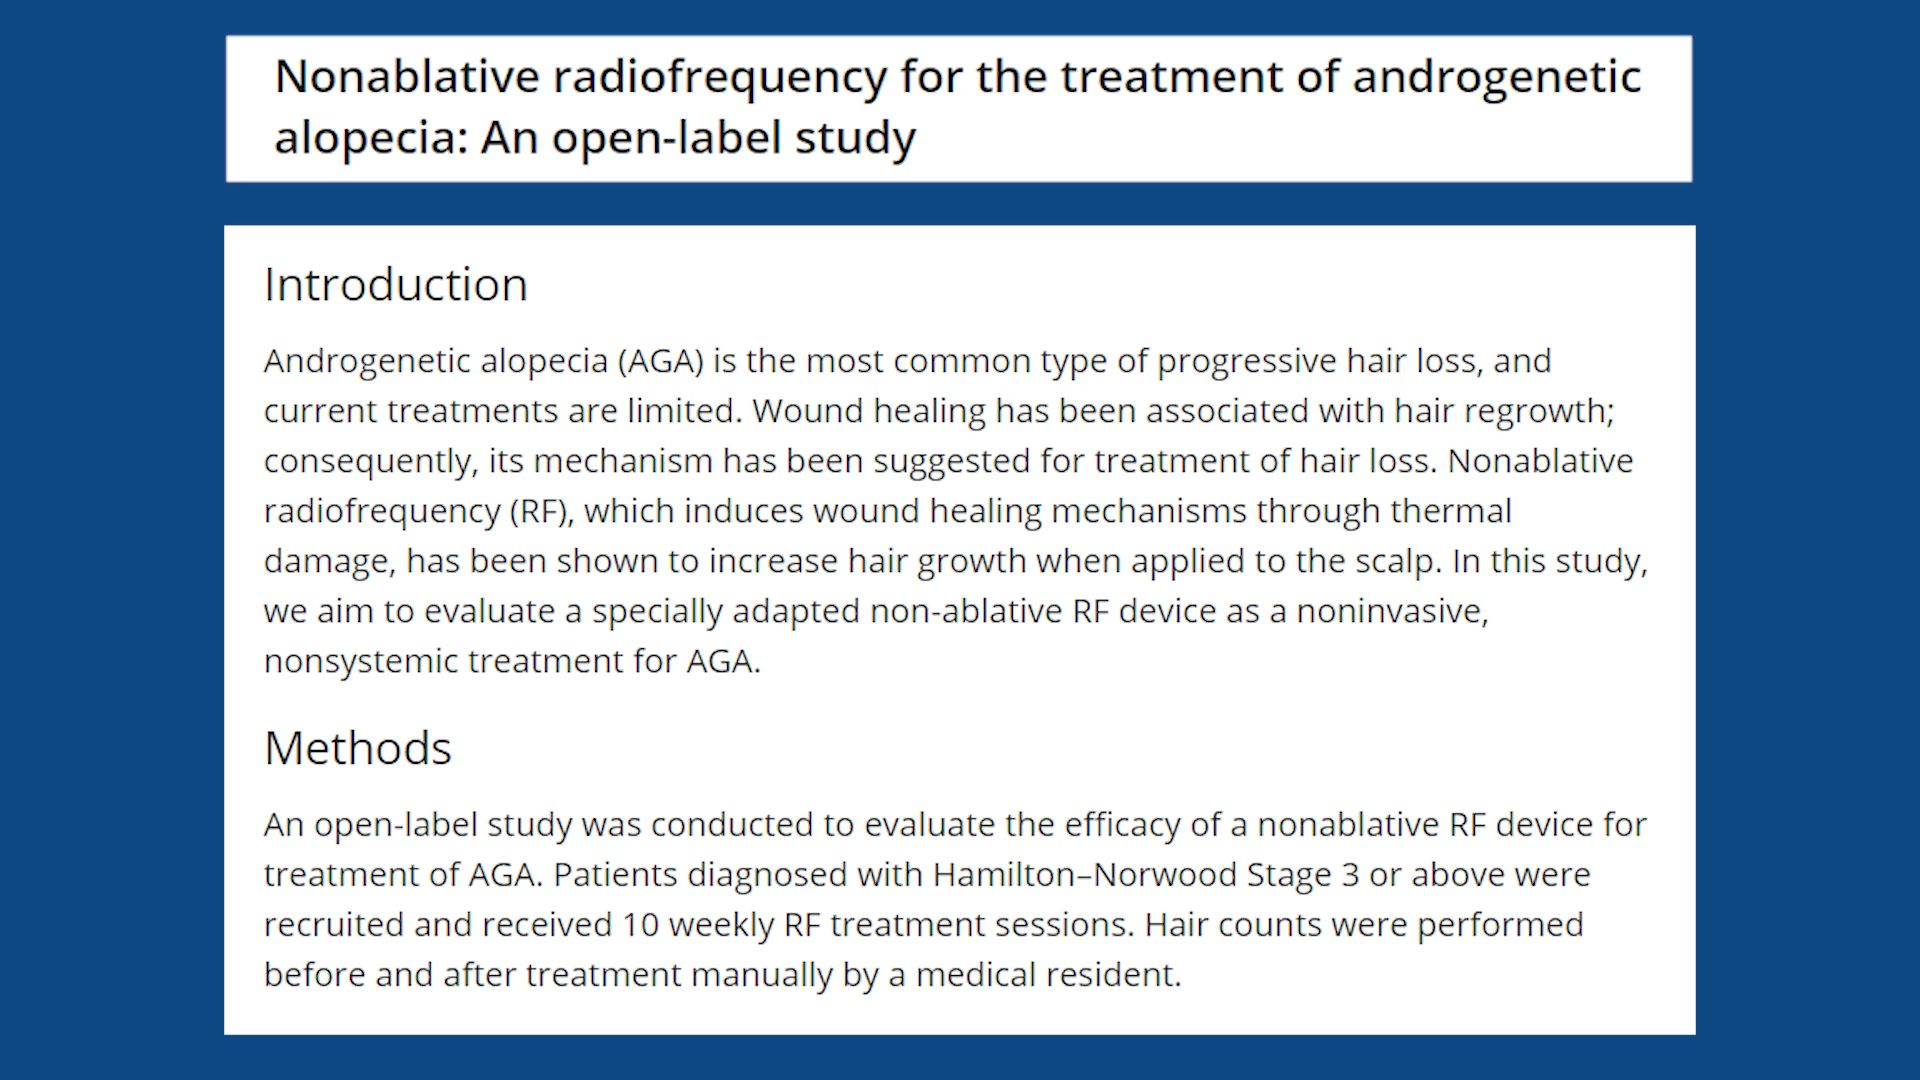 Nonablative radiofrequency for the treatment of androgenetic
alopecia: An open-label study
Introduction
Androgenetic alopecia (AGA) is the most common type of progressive hair loss, and
current treatments are limited. Wound healing has been associated with hair regrowth;
consequently, its mechanism has been suggested for treatment of hair loss. Nonablative
radiofrequency (RF), which induces wound healing mechanisms through thermal
damage, has been shown to increase hair growth when applied to the scalp. In this study,
we aim to evaluate a specially adapted non-ablative RF device as a noninvasive,
nonsystemic treatment for AGA.
Methods
An open-label study was conducted to evaluate the efficacy of a nonablative RF device for
treatment of AGA. Patients diagnosed with Hamilton–Norwood Stage 3 or above were
recruited and received 10 weekly RF treatment sessions. Hair counts were performed
before and after treatment manually by a medical resident.